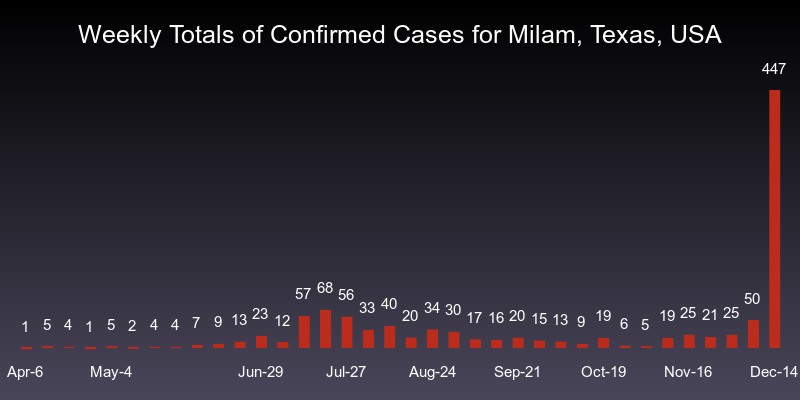 Weekly Totals of Confirmed Cases for Milam, Texas, USA
447
1 5 4 1 5 2 4 4 7 9 13 23 12 57 68 56 33 40 20 34 30 17 16 20 15 13 9 19 6 5 19 25 21 25 50
Apr-6 May-4 Jun-29 Jul-27 Aug-24 Sep-21 Oct-19 Nov-16 Dec-14